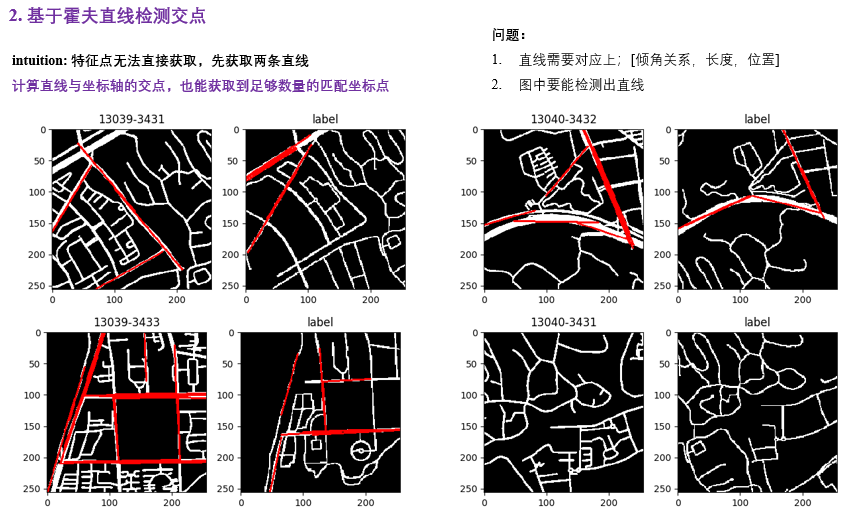 2. 基于霍夫直线检测交点
intuition: 特征点无法直接获取，先获取两条直线
计算直线与坐标轴的交点，也能获取到足够数量的匹配坐标点
问题：
1. 直线需要对应上；[倾角关系，长度，位置]
2. 图中要能检测出直线
13039-3431
0
50
100
150
200
250
0 100 200
label
0
50
100
150
200
250
0 100 200
13040-3432
0
50
100
150
200
250
0 100 200
label
0
50
100
150
200
250
0 100 200
13039-3433
0
50
100
150
200
250
0 100 200
label
0
50
100
150
200
250
0 100 200
13040-3431
0
50
100
150
200
250
0 100 200
label
0
50
100
150
200
250
0 100 200